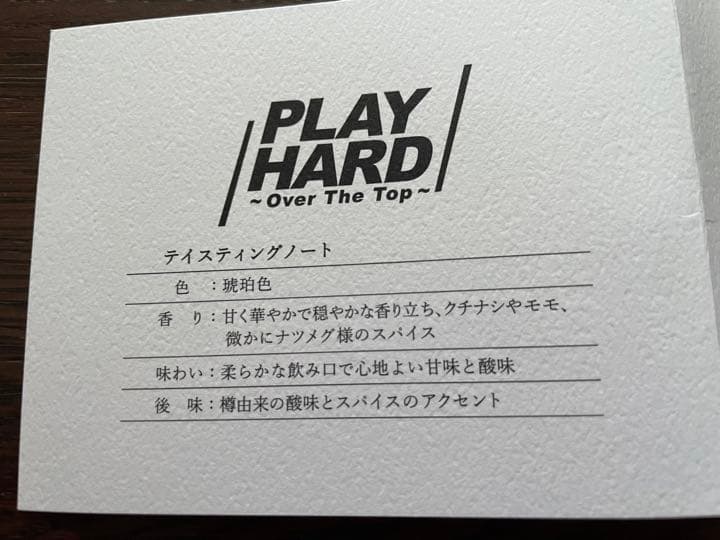 PLAY
HARD
~Over The Top~
テイスティングノート
色　：琥珀色
香　り：甘く華やかで穏やかな香り立ち、クチナシやモモ、
微かにナツメグ様のスパイス
味わい：柔らかな飲み口で心地よい甘味と酸味
後　味：樽由来の酸味とスパイスのアクセント